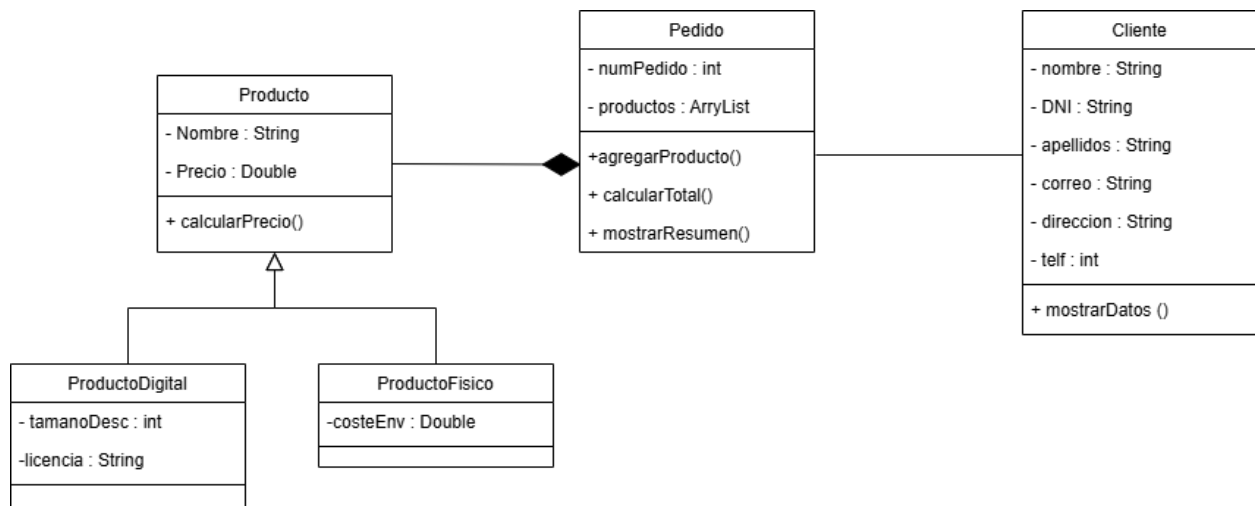 Pedido
- numPedido : int
- productos : ArryList
+agregarProducto()
+ calcularTotal()
+ mostrarResumen()
Cliente
- nombre : String
- DNI : String
- apellidos : String
- correo : String
- direccion : String
- telf : int
+ mostrarDatos ()
Producto
- Nombre : String
- Precio : Double
+ calcularPrecio()
ProductoDigital
- tamanoDesc : int
-licencia : String
ProductoFisico
-costeEnv : Double